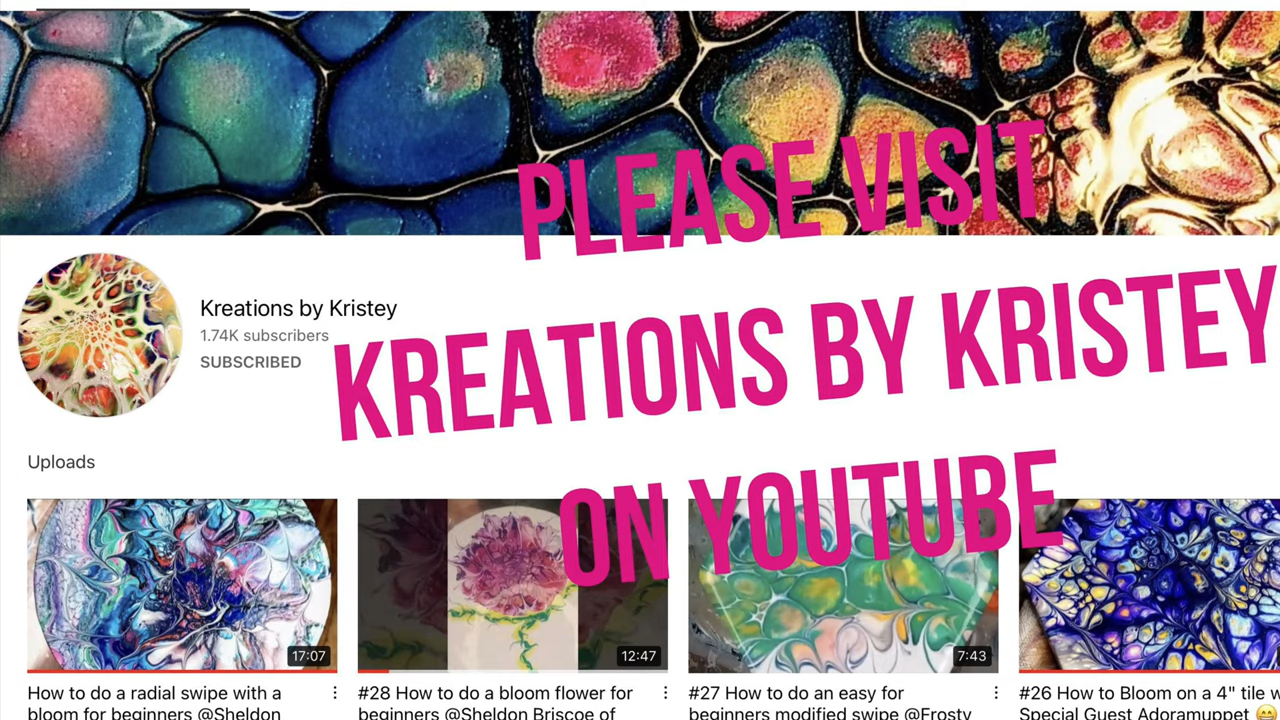 PLEASE VISIT
KREATIONS BY KRISTEY
ON YOUTUBE
Kreations by Kristey
1.74K subscribers
SUBSCRIBED
Uploads
17:07
12:47
7:43
How to do a radial swipe with a
bloom for beginners @Sheldon
#28 How to do a bloom flower for
beginners @Sheldon Briscoe of
#27 How to do an easy for
beginners modified swipe @Frosty
#26 How to Bloom on a 4" tile w
Special Guest Adoramuppet 😁